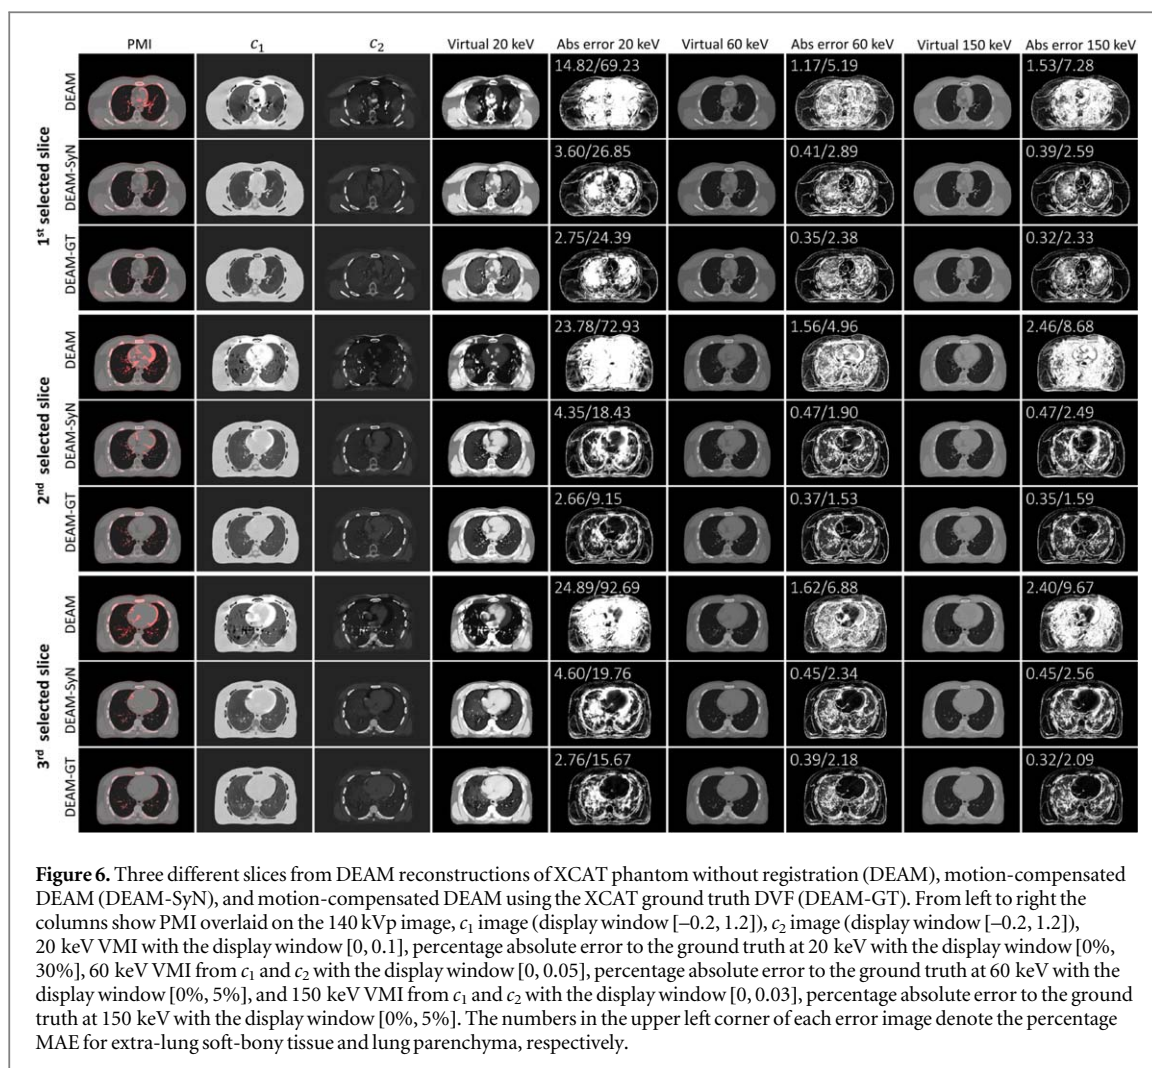 PMI c₁ c₂ Virtual 20 keV Abs error 20 keV Virtual 60 keV Abs error 60 keV Virtual 150 keV Abs error 150 keV
1st selected slice
DEAM 14.82/69.23 1.17/5.19 1.53/7.28
DEAM-SyN 3.60/26.85 0.41/2.89 0.39/2.59
DEAM-GT 2.75/24.39 0.35/2.38 0.32/2.33
2nd selected slice
DEAM 23.78/72.93 1.56/4.96 2.46/8.68
DEAM-SyN 4.35/18.43 0.47/1.90 0.47/2.49
DEAM-GT 2.66/9.15 0.37/1.53 0.35/1.59
3rd selected slice
DEAM 24.89/92.69 1.62/6.88 2.40/9.67
DEAM-SyN 4.60/19.76 0.45/2.34 0.45/2.56
DEAM-GT 2.76/15.67 0.39/2.18 0.32/2.09
Figure 6. Three different slices from DEAM reconstructions of XCAT phantom without registration (DEAM), motion-compensated
DEAM (DEAM-SyN), and motion-compensated DEAM using the XCAT ground truth DVF (DEAM-GT). From left to right the
columns show PMI overlaid on the 140 kVp image, c₁ image (display window [−0.2, 1.2]), c₂ image (display window [−0.2, 1.2]),
20 keV VMI with the display window [0, 0.1], percentage absolute error to the ground truth at 20 keV with the display window [0%,
30%], 60 keV VMI from c₁ and c₂ with the display window [0, 0.05], percentage absolute error to the ground truth at 60 keV with the
display window [0%, 5%], and 150 keV VMI from c₁ and c₂ with the display window [0, 0.03], percentage absolute error to the ground
truth at 150 keV with the display window [0%, 5%]. The numbers in the upper left corner of each error image denote the percentage
MAE for extra-lung soft-bony tissue and lung parenchyma, respectively.